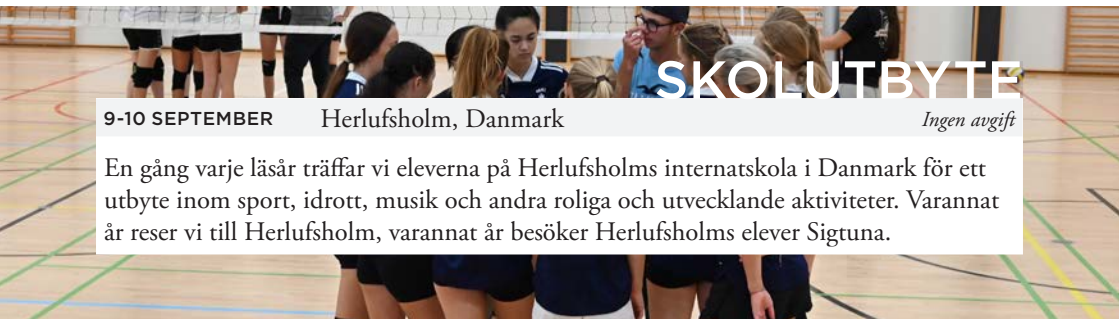 SKOLUTBYTE
9-10 SEPTEMBER Herlufsholm, Danmark Ingen avgift
En gång varje läsår träffar vi eleverna på Herlufsholms internatskola i Danmark för ett
utbyte inom sport, idrott, musik och andra roliga och utvecklande aktiviteter. Varannat
år reser vi till Herlufsholm, varannat år besöker Herlufsholms elever Sigtuna.